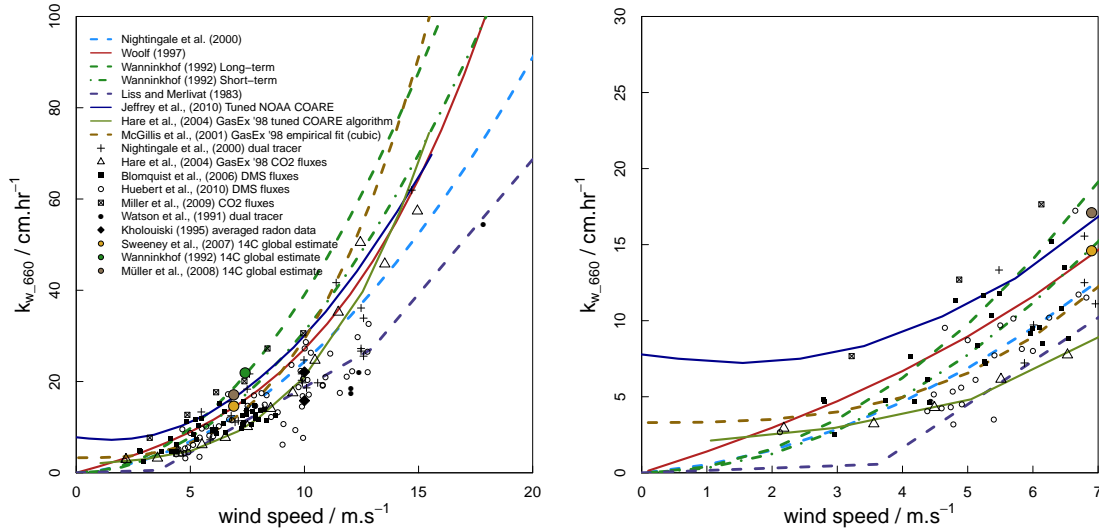 k_w_660 / cm.hr⁻¹
100
80
60
40
20
0
Nightingale et al. (2000)
Woolf (1997)
Wanninkhof (1992) Long−term
Wanninkhof (1992) Short−term
Liss and Merlivat (1983)
Jeffrey et al., (2010) Tuned NOAA COARE
Hare et al. (2004) GasEx '98 tuned COARE algorithm
McGillis et al. (2001) GasEx '98 empirical fit (cubic)
Nightingale et al., (2000) dual tracer
Hare et al. (2004) GasEx '98 CO2 fluxes
Blomquist et al., (2006) DMS fluxes
Huebert et al., (2010) DMS fluxes
Miller et al., (2009) CO2 fluxes
Watson et al., (1991) dual tracer
Kholouiski (1995) averaged radon data
Sweeney et al., (2007) 14C global estimate
Wanninkhof (1992) 14C global estimate
Müller et al., (2008) 14C global estimate
0 5 10 15 20
wind speed / m.s⁻¹
k_w_660 / cm.hr⁻¹
30
25
20
15
10
5
0
0 1 2 3 4 5 6 7
wind speed / m.s⁻¹